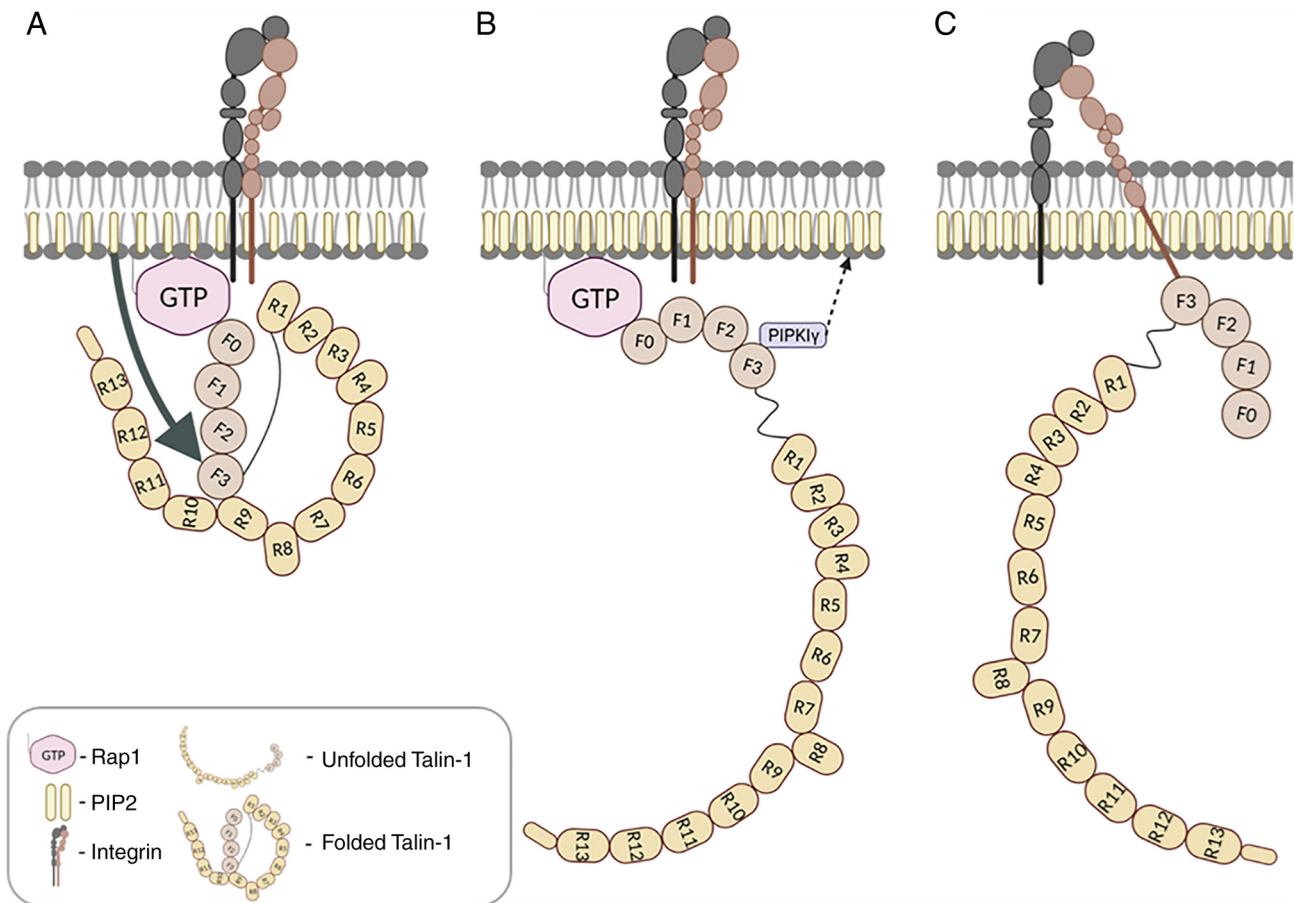 A
B
C
GTP
F0
F1
F2
F3
R1
R2
R3
R4
R5
R6
R7
R8
R9
R10
R11
R12
R13
GTP
F0
F1
F2
F3
PIPKIγ
R1
R2
R3
R4
R5
R6
R7
R8
R9
R10
R11
R12
R13
F3
F2
F1
F0
R1
R2
R3
R4
R5
R6
R7
R8
R9
R10
R11
R12
R13
GTP - Rap1
- PIP2
- Integrin
- Unfolded Talin-1
- Folded Talin-1